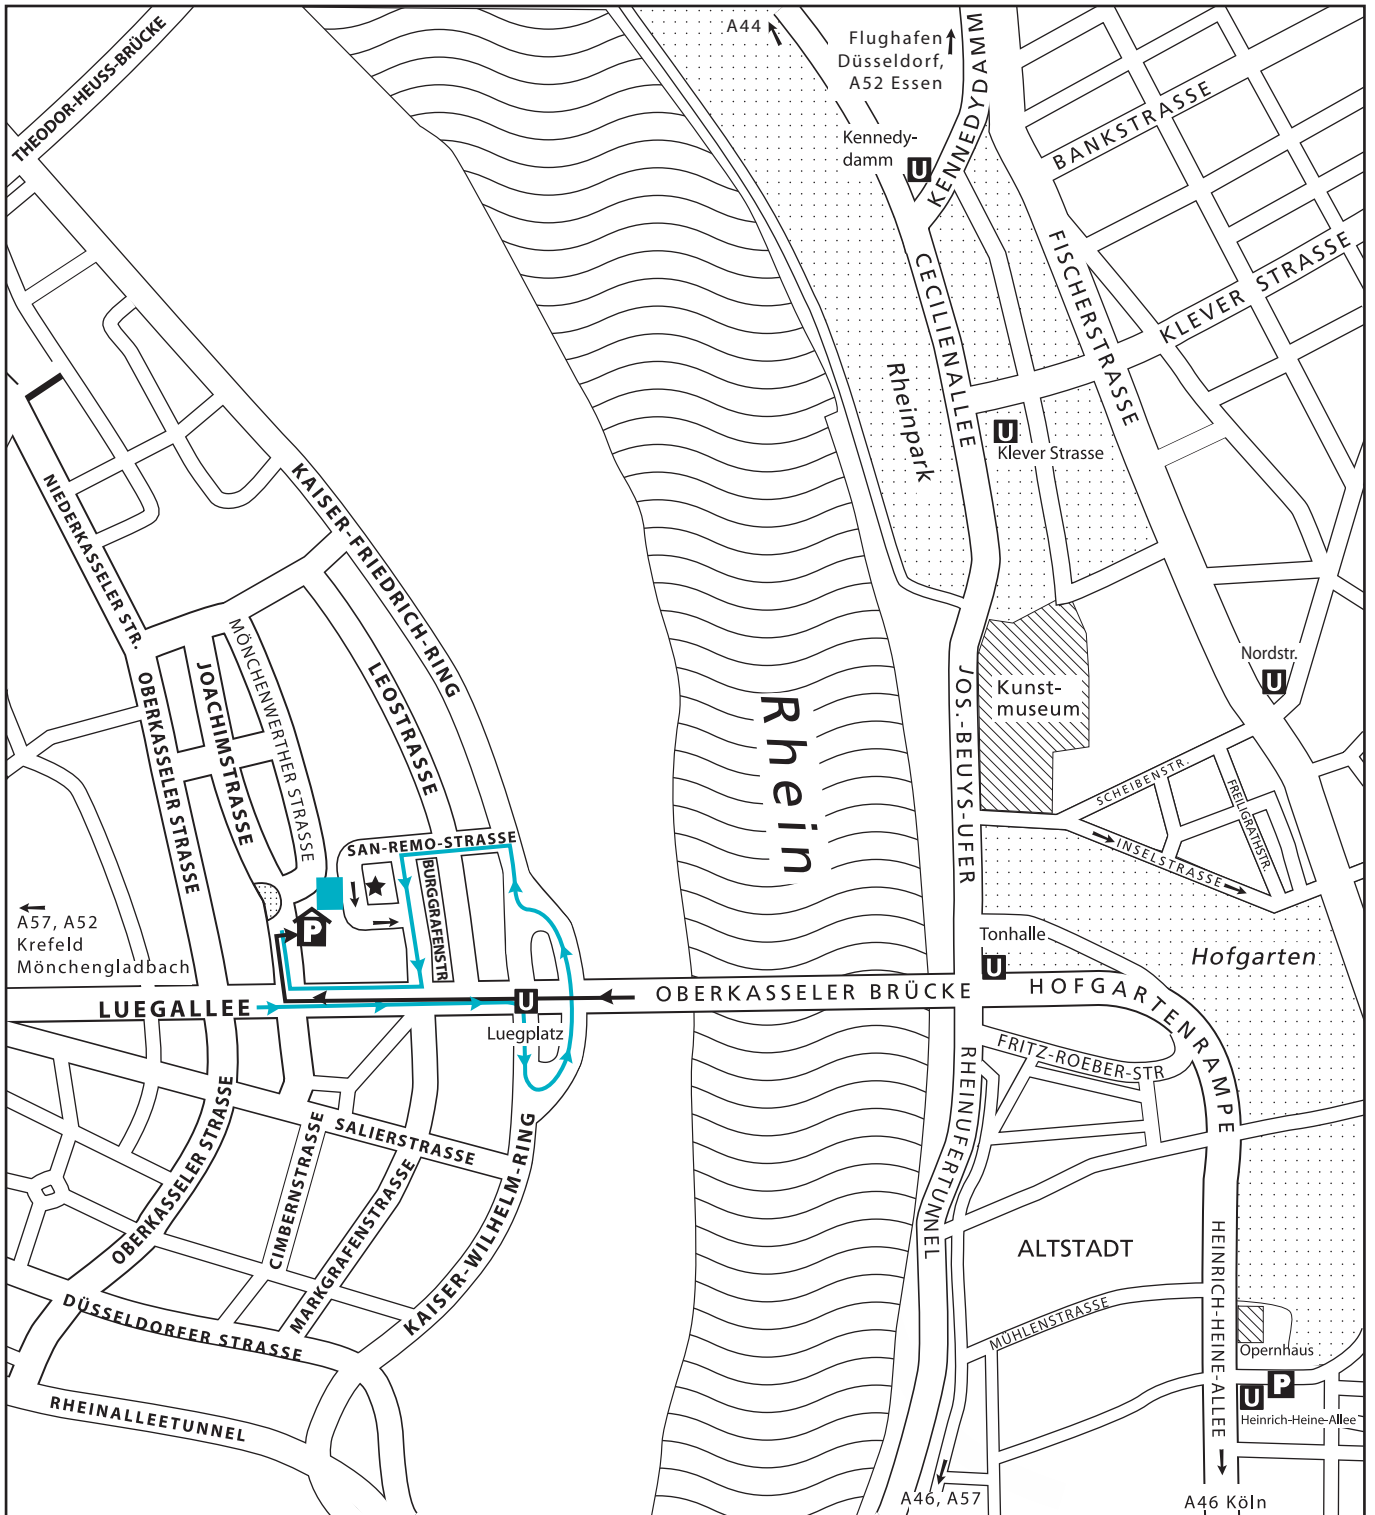 THEODOR-HEUSS-BRÜCKE
A44
Flughafen
Düsseldorf,
A52 Essen
KENNEDYDAMM
Kennedy-
damm
U
BANKSTRASSE
FISCHERSTRASSE
KLEVER STRASSE
CECILIENALLEE
Rheinpark
U
Klever Strasse
NIEDERKASSELER STR.
KAISER-FRIEDRICH-RING
MÖNCHENWERTHER STRASSE
JOACHIMSTRASSE
OBERKASSELER STRASSE
LEOSTRASSE
Rhein
JOS.-BEUYS-UFER
Kunst-
museum
Nordstr.
U
SCHEIBENSTR.
FREILIGRATHSTR.
INSELSTRASSE
SAN-REMO-STRASSE
BURGGRAFENSTR
P
A57, A52
Krefeld
Mönchengladbach
LUEGALLEE
U
Luegplatz
OBERKASSELER BRÜCKE
Tonhalle
U
HOFGARTENRAMPE
Hofgarten
FRITZ-ROEBER-STR
RHEINUFERTUNNEL
OBERKASSELER STRASSE
CIMBERNSTRASSE
SALIERSTRASSE
MARKGRAFENSTRASSE
KAISER-WILHELM-RING
DÜSSELDORFER STRASSE
RHEINALLEETUNNEL
ALTSTADT
MÜHLENSTRASSE
HEINRICH-HEINE-ALLEE
Opernhaus
U
P
Heinrich-Heine-Allee
A46, A57
A46 Köln